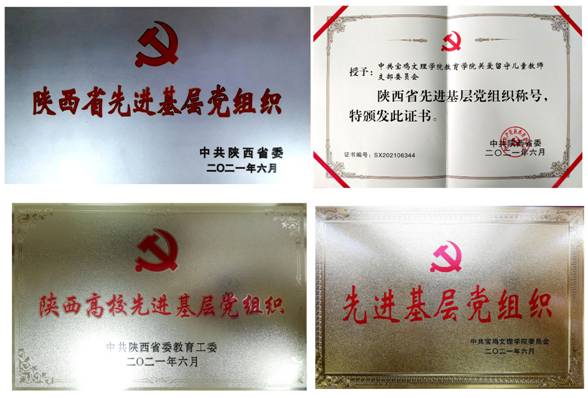 陕西省先进基层党组织
中共陕西省委
二〇二一年六月
授予：中共宝鸡文理学院教育学院关爱留守儿童教师
支部委员会
陕西省先进基层党组织称号，
特颁发此证书。
中共陕西省委
二〇二一年六月
证书编号：SX202106344
陕西高校先进基层党组织
中共陕西省委教育工委
二〇二一年六月
先进基层党组织
中共宝鸡文理学院委员会
二〇二一年六月